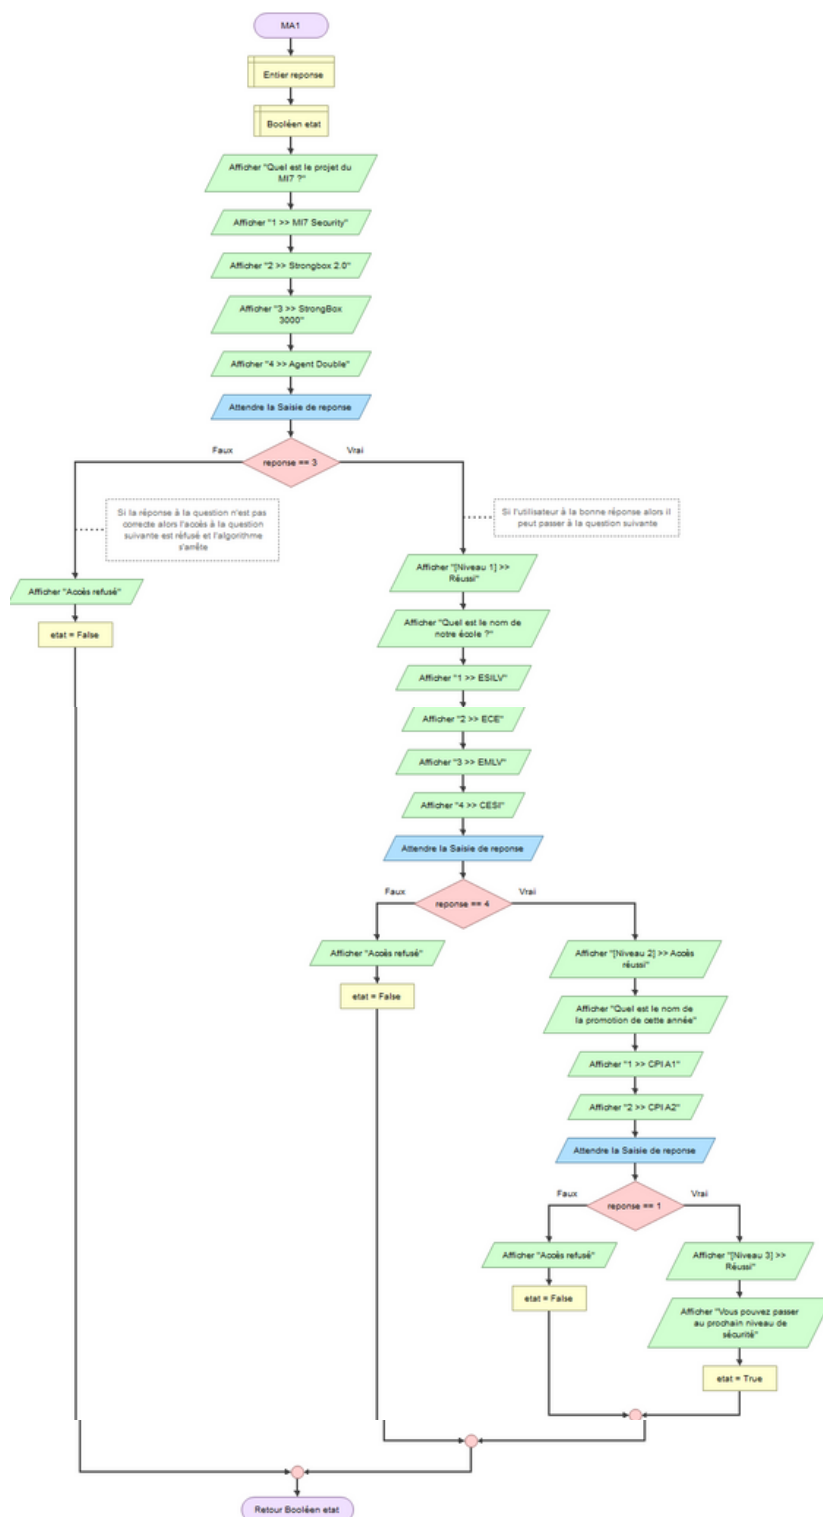 MA1
Entier reponse
Booléen etat
Afficher "Quel est le projet du
MI7 ?"
Afficher "1 >> MI7 Security"
Afficher "2 >> Strongbox 2.0"
Afficher "3 >> StrongBox
3000"
Afficher "4 >> Agent Double"
Attendre la Saisie de reponse
Faux
Vrai
reponse == 3
Si la réponse à la question n'est pas
correcte alors l'accès à la question
suivante est réfusé et l'algorithme
s'arrête
Si l'utilisateur à la bonne réponse alors il
peut passer à la question suivante
Afficher "Accès refusé"
etat = False
Afficher "[Niveau 1] >>
Réussi"
Afficher "Quel est le nom de
notre école ?"
Afficher "1 >> ESILV"
Afficher "2 >> ECE"
Afficher "3 >> EMLV"
Afficher "4 >> CESI"
Attendre la Saisie de reponse
Faux
Vrai
reponse == 4
Afficher "Accès refusé"
etat = False
Afficher "[Niveau 2] >> Accès
réussi"
Afficher "Quel est le nom de
la promotion de cette année"
Afficher "1 >> CPI A1"
Afficher "2 >> CPI A2"
Attendre la Saisie de reponse
Faux
Vrai
reponse == 1
Afficher "Accès refusé"
etat = False
Afficher "[Niveau 3] >>
Réussi"
Afficher "Vous pouvez passer
au prochain niveau de
sécurité"
etat = True
Retour Booléen etat